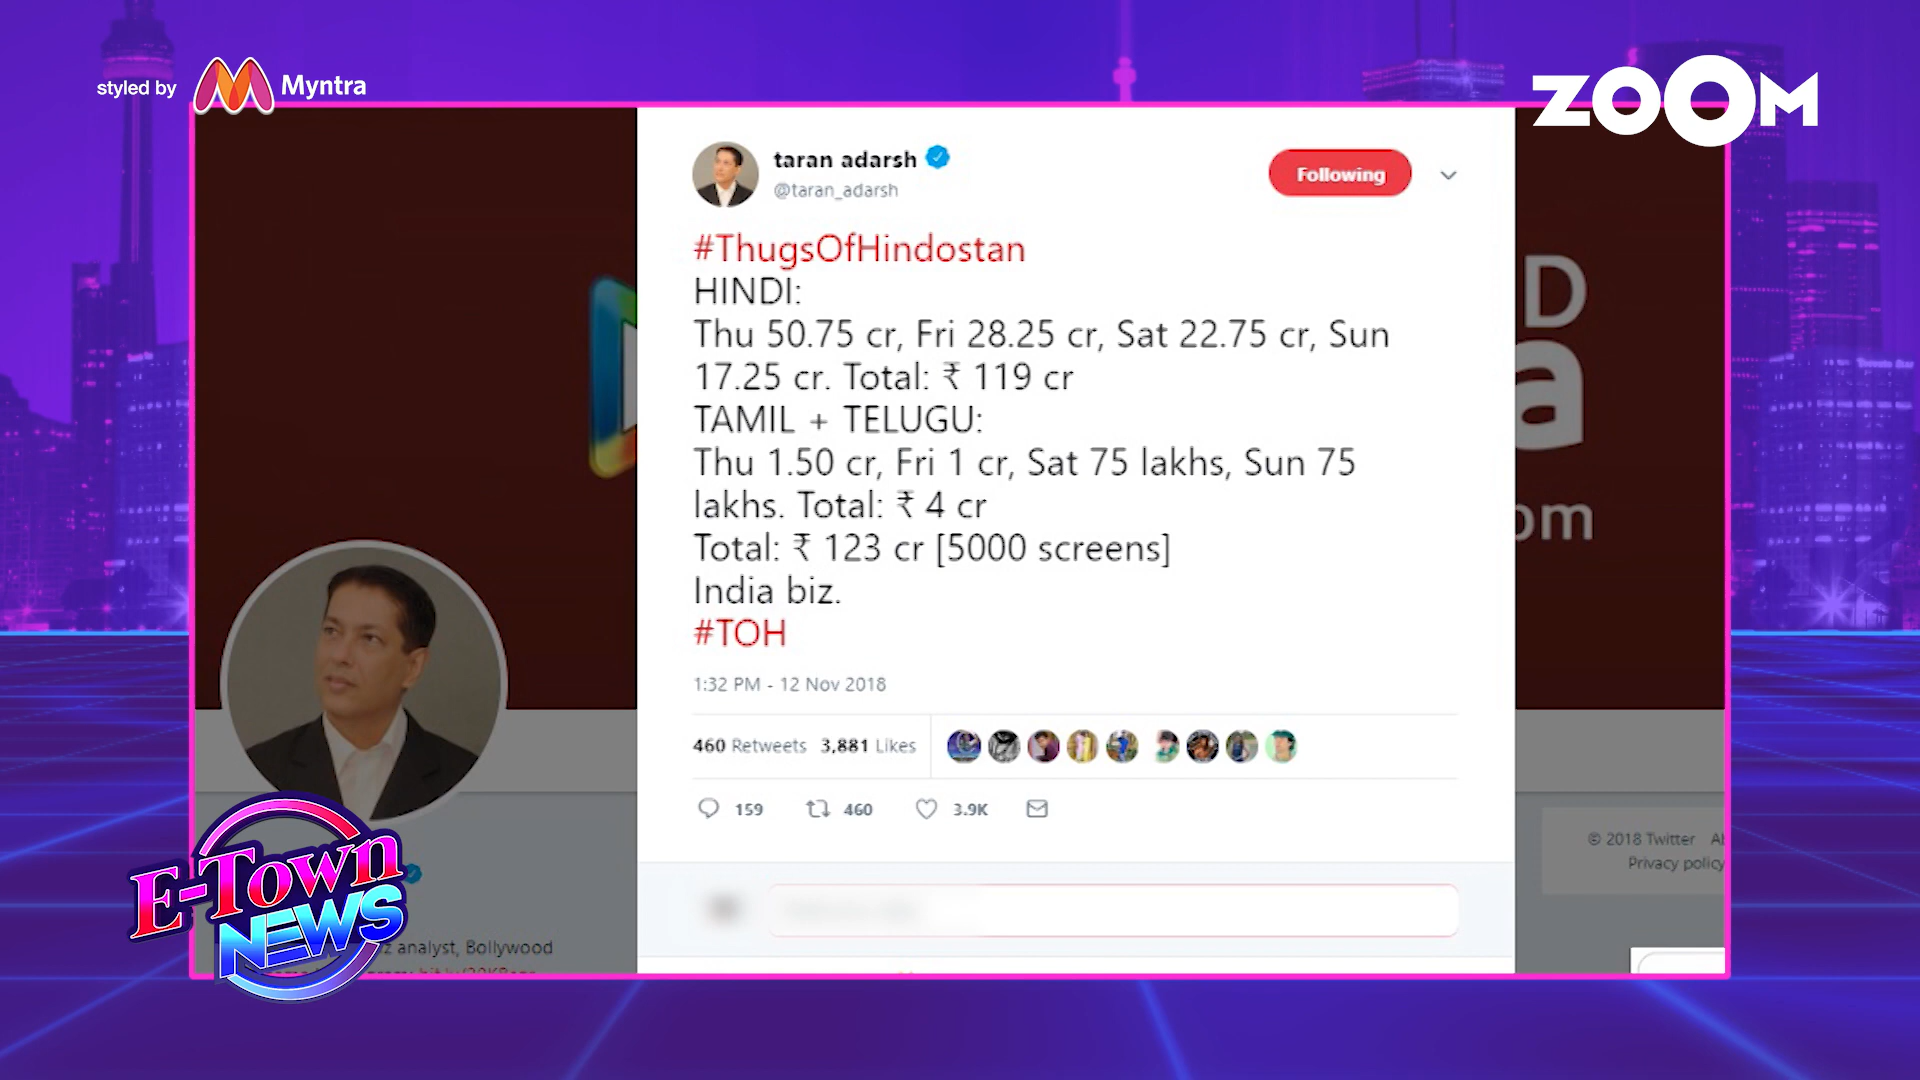 styled by Myntra
ZOOM
taran adarsh
@taran_adarsh
Following
#ThugsOfHindostan
HINDI:
Thu 50.75 cr, Fri 28.25 cr, Sat 22.75 cr, Sun
17.25 cr. Total: ₹ 119 cr
TAMIL + TELUGU:
Thu 1.50 cr, Fri 1 cr, Sat 75 lakhs, Sun 75
lakhs. Total: ₹ 4 cr
Total: ₹ 123 cr [5000 screens]
India biz.
#TOH
1:32 PM - 12 Nov 2018
460 Retweets 3,881 Likes
159 460 3.9K
D
a
om
© 2018 Twitter
Privacy policy
E-Town
NEWS
analyst, Bollywood